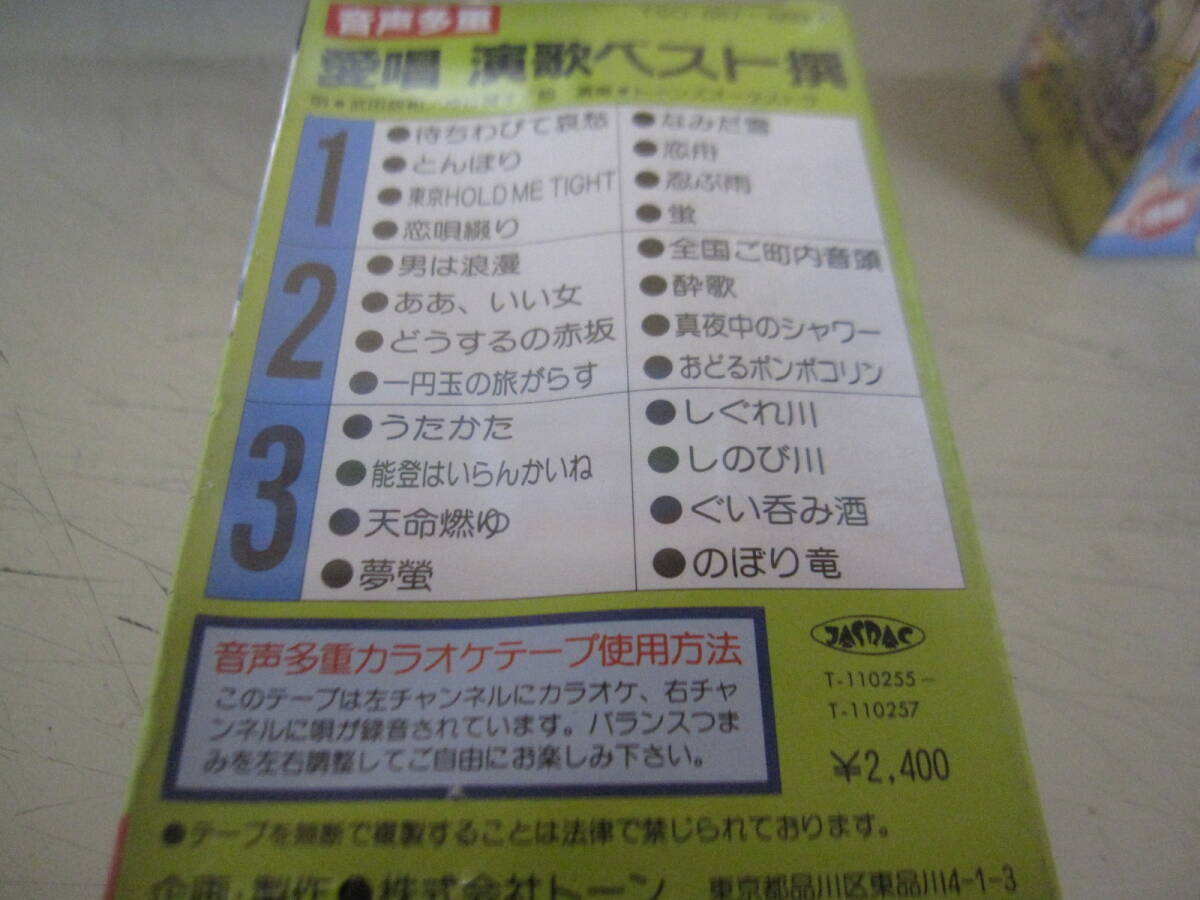 音声多重
愛唱 演歌ベスト撰
1
●待ちわびて哀愁
●とんぼり
●東京HOLD ME TIGHT
●恋唄綴り
●なみだ雪
●恋舟
●忍ぶ雨
●蛍
2
●男は浪漫
●ああ、いい女
●どうするの赤坂
●一円玉の旅がらす
●全国ご町内音頭
●酔歌
●真夜中のシャワー
●おどるポンポコリン
3
●うたかた
●能登はいらんかいね
●天命燃ゆ
●夢螢
●しぐれ川
●しのび川
●ぐい呑み酒
●のぼり竜
音声多重カラオケテープ使用方法
このテープは左チャンネルにカラオケ、右チャ
ンネルに唄が録音されています。バランスつま
みを左右調整してご自由にお楽しみ下さい。
JASRAC
T-110255~
T-110257
¥2,400
●テープを無断で複製することは法律で禁じられております。
企画・製作●株式会社トーン 東京都品川区東品川4-1-3